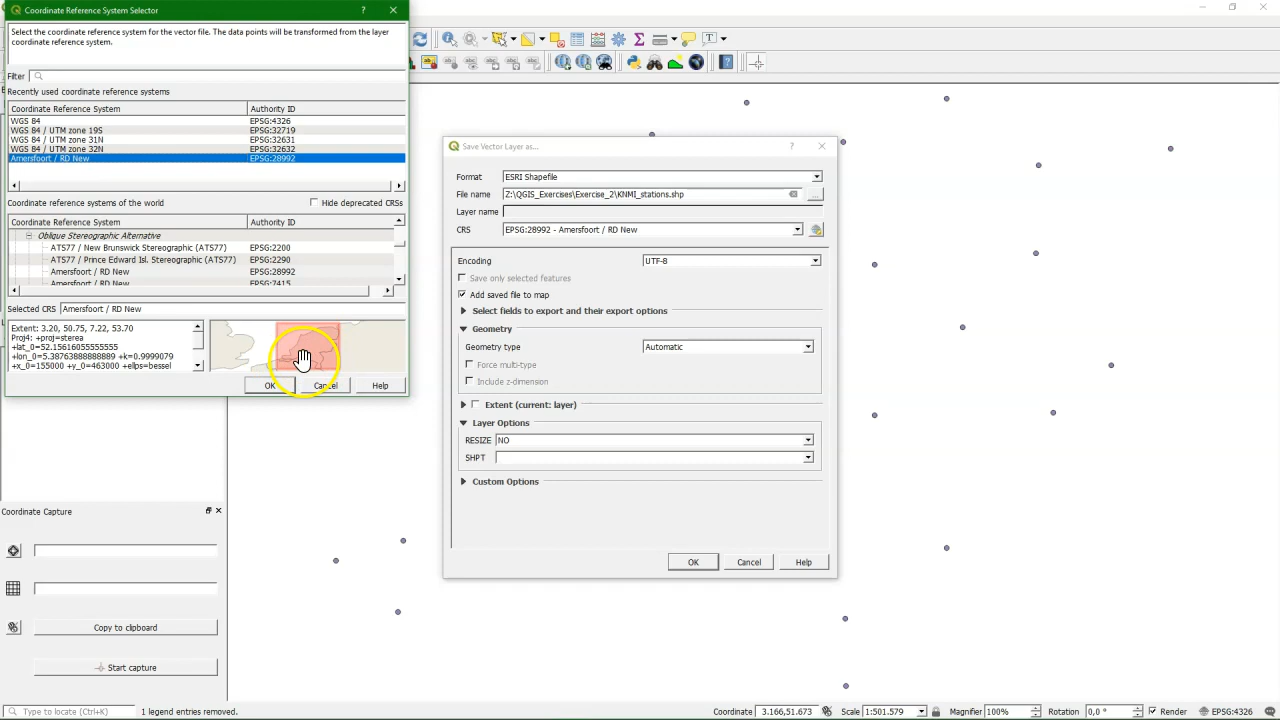 Coordinate Reference System Selector
Select the coordinate reference system for the vector file. The data points will be transformed from the layer
coordinate reference system.
Filter
Recently used coordinate reference systems
Coordinate Reference System Authority ID
WGS 84 EPSG:4326
WGS 84 / UTM zone 19S EPSG:32719
WGS 84 / UTM zone 31N EPSG:32631
WGS 84 / UTM zone 32N EPSG:32632
Amersfoort / RD New EPSG:28992
Coordinate reference systems of the world Hide deprecated CRSs
Coordinate Reference System Authority ID
Oblique Stereographic Alternative
ATS77 / New Brunswick Stereographic (ATS77) EPSG:2200
ATS77 / Prince Edward Isl. Stereographic (ATS77) EPSG:2290
Amersfoort / RD New EPSG:28992
Amersfoort / RD New EPSG:7415
Selected CRS Amersfoort / RD New
Extent: 3.20, 50.75, 7.22, 53.70
Proj4: +proj=sterea
+lat_0=52.15616055555555
+lon_0=5.38763888888889 +k=0.9999079
+x_0=155000 +y_0=463000 +ellps=bessel
OK Cancel Help
Save Vector Layer as...
Format ESRI Shapefile
File name Z:\QGIS_Exercises\Exercise_2\KNMI_stations.shp
Layer name
CRS EPSG:28992 - Amersfoort / RD New
Encoding UTF-8
Save only selected features
Add saved file to map
Select fields to export and their export options
Geometry
Geometry type Automatic
Force multi-type
Include z-dimension
Extent (current: layer)
Layer Options
RESIZE NO
SHPT
Custom Options
OK Cancel Help
Coordinate Capture
Copy to clipboard
Start capture
Type to locate (Ctrl+K) 1 legend entries removed. Coordinate 3.166,51.673 Scale 1:501.579 Magnifier 100% Rotation 0,0 ° Render EPSG:4326